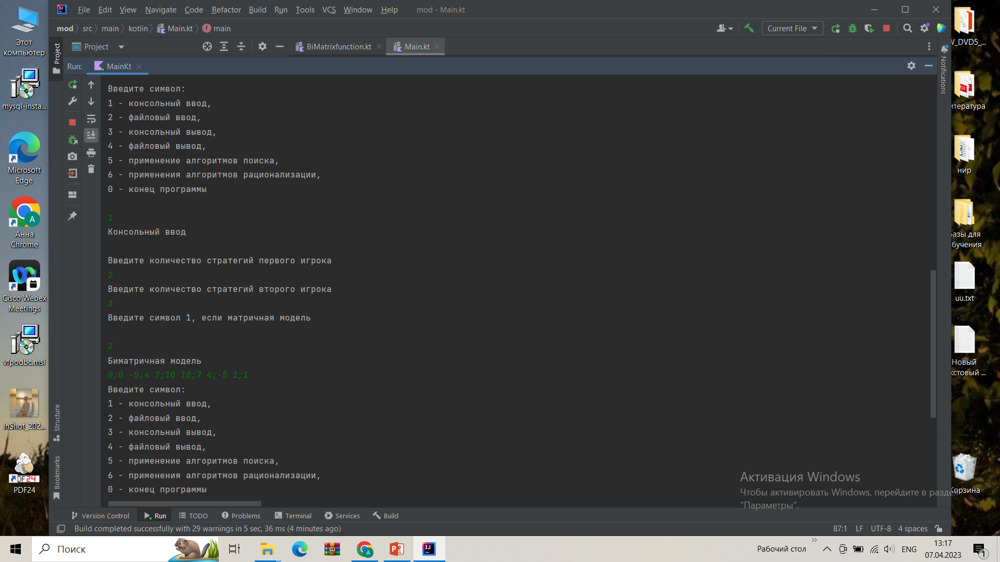 File Edit View Navigate Code Refactor Build Run Tools VCS Window Help mod - Main.kt
mod src main kotlin Main.kt main
Current File
Project
BiMatrixfunction.kt
Main.kt
Project
Run: MainKt
Notifications
Введите символ:
1 - консольный ввод,
2 - файловый ввод,
3 - консольный вывод,
4 - файловый вывод,
5 - применение алгоритмов поиска,
6 - применения алгоритмов рационализации,
0 - конец программы
1
Консольный ввод
Введите количество стратегий первого игрока
2
Введите количество стратегий второго игрока
3
Введите символ 1, если матричная модель
2
Биматричная модель
0;0 -5;4 7;10 10;7 4;-5 1;1
Введите символ:
1 - консольный ввод,
2 - файловый ввод,
3 - консольный вывод,
4 - файловый вывод,
5 - применение алгоритмов поиска,
6 - применения алгоритмов рационализации,
0 - конец программы
Structure
Bookmarks
Активация Windows
Чтобы активировать Windows, перейдите в раздел
"Параметры".
Version Control Run TODO Problems Terminal Services Build
Build completed successfully with 29 warnings in 5 sec, 36 ms (4 minutes ago)
87:1 LF UTF-8 4 spaces
Этот
компьютер
mysql-insta...
Microsoft
Edge
Анна
Chrome
Cisco Webex
Meetings
vfpodbc.msi
InShot_202...
PDF24
W_DVD5_...
итература
нир
Базы для
бучения
uu.txt
Новый
кстовый ...
Корзина
Поиск
Рабочий стол
ENG
13:17
07.04.2023
1